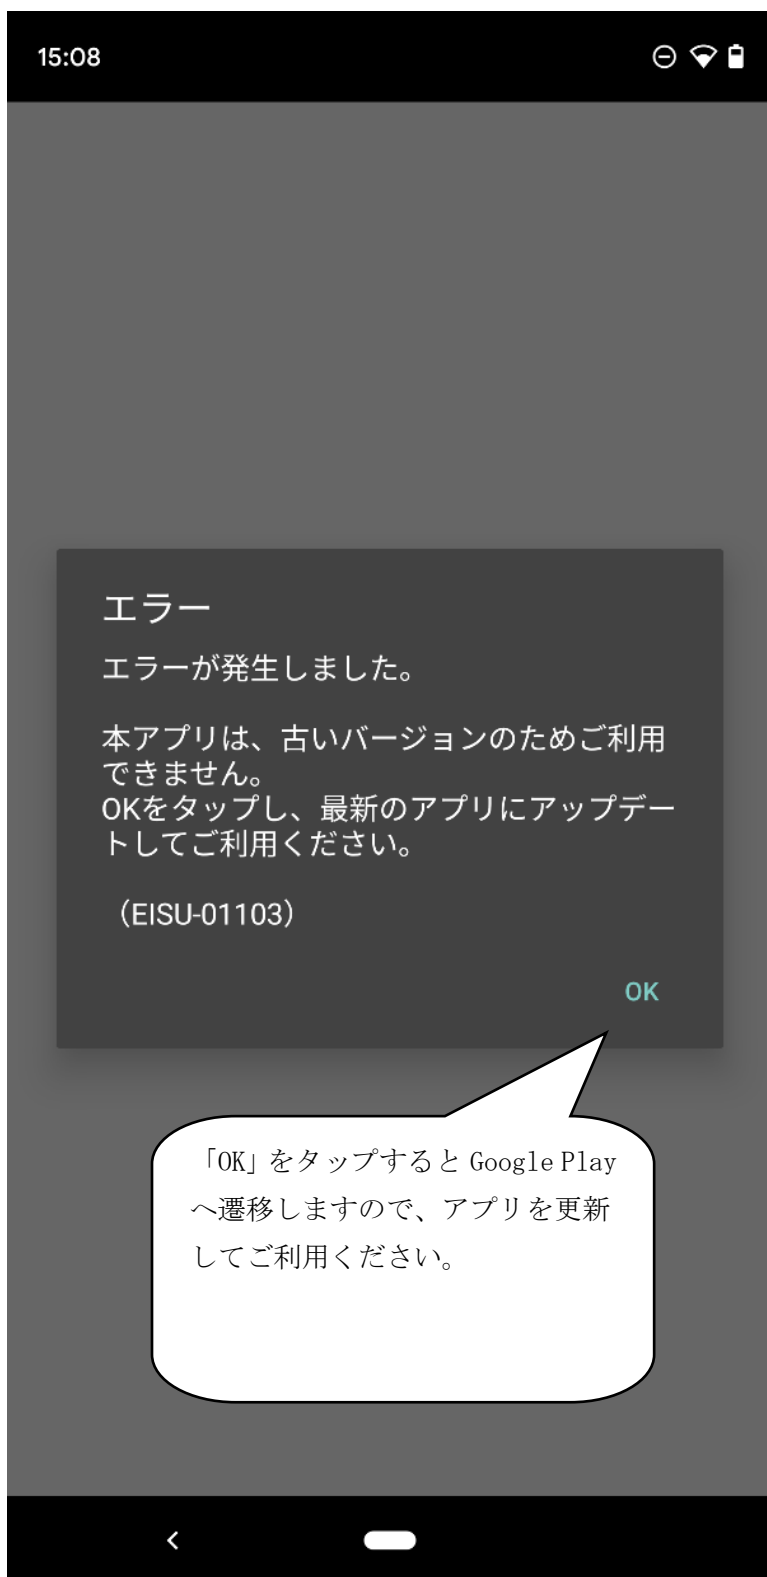 15:08
エラー
エラーが発生しました。
本アプリは、古いバージョンのためご利用
できません。
OKをタップし、最新のアプリにアップデー
トしてご利用ください。
（EISU-01103）
OK
「OK」をタップすると Google Play
へ遷移しますので、アプリを更新
してご利用ください。